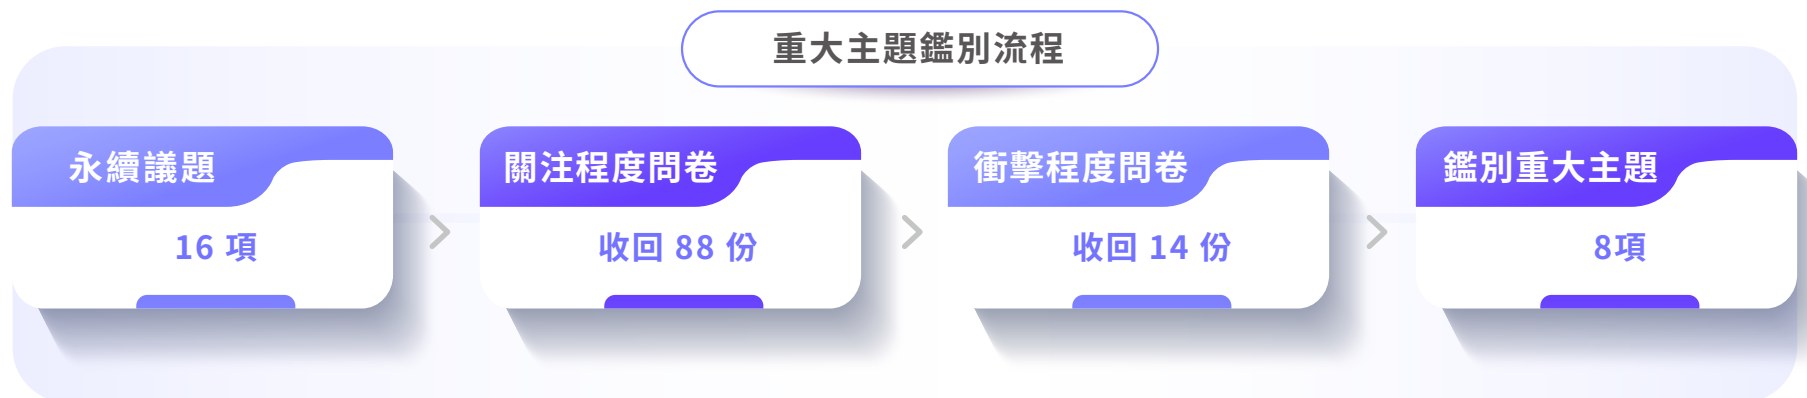 重大主題鑑別流程
永續議題
16 項
關注程度問卷
收回 88 份
衝擊程度問卷
收回 14 份
鑑別重大主題
8項